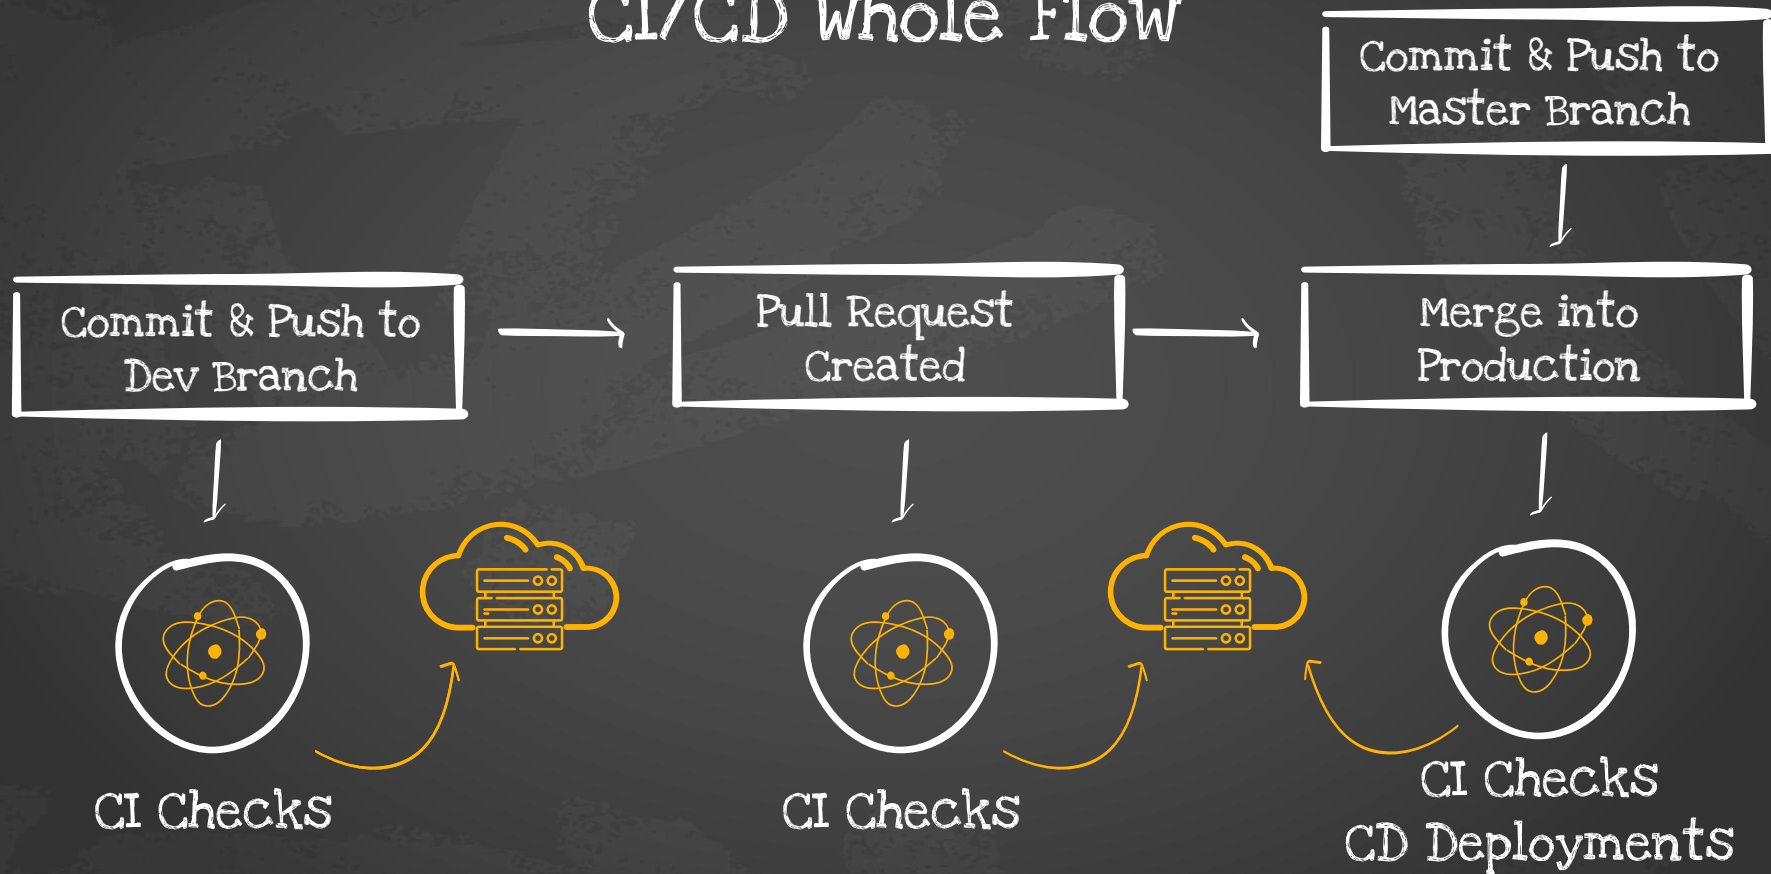 CI/CD Whole Flow
Commit & Push to
Master Branch
Commit & Push to
Dev Branch
Pull Request
Created
Merge into
Production
CI Checks
CI Checks
CI Checks
CD Deployments